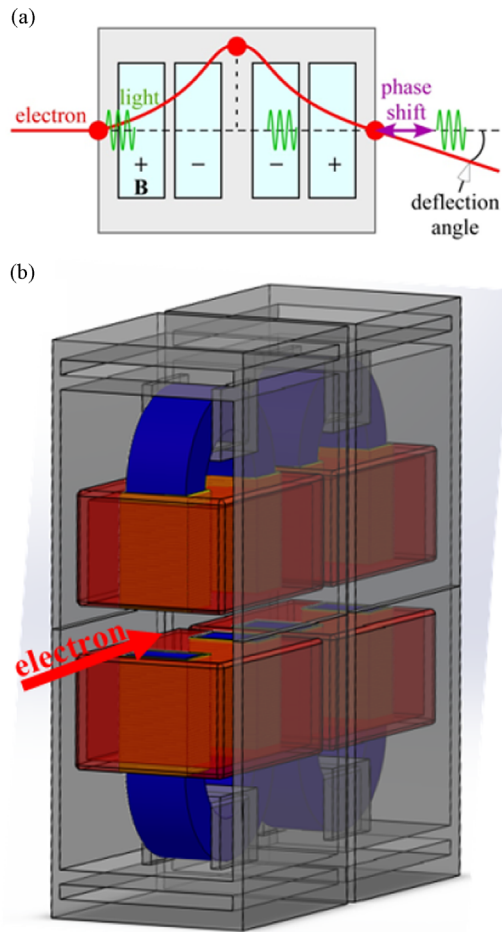 (a)
electron
light
phase
shift
+ − − +
B
deflection
angle
(b)
electron